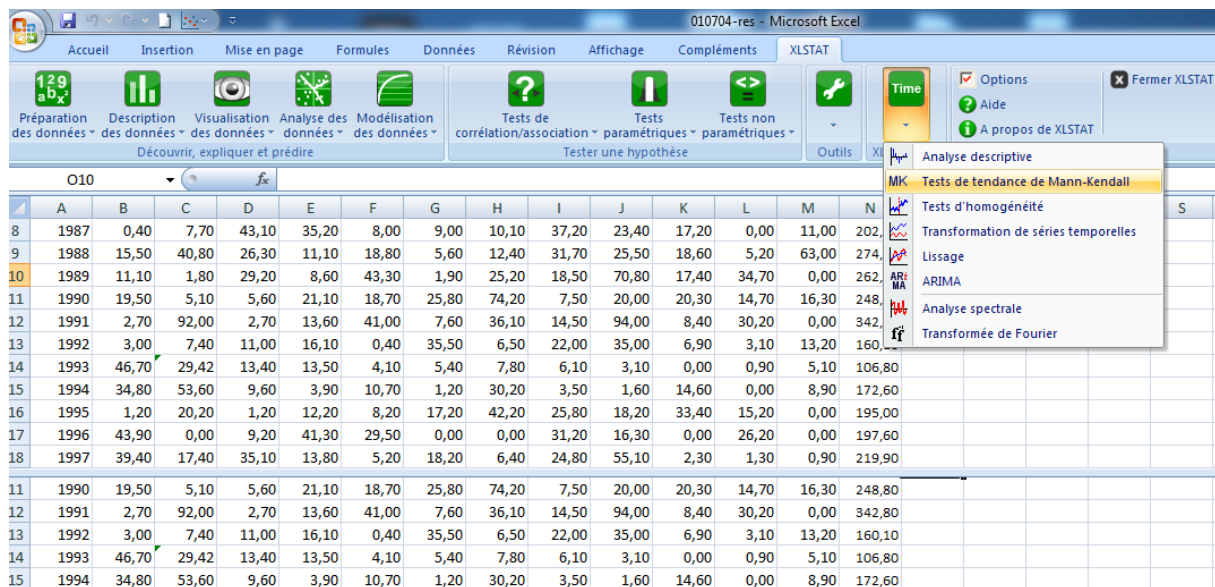 010704-res - Microsoft Excel
Accueil Insertion Mise en page Formules Données Révision Affichage Compléments XLSTAT
Préparation des données
Description des données
Visualisation des données
Analyse des données
Modélisation des données
Tests de corrélation/association
Tests paramétriques
Tests non paramétriques
Time
Options
Aide
A propos de XLSTAT
Fermer XLSTAT
Découvrir, expliquer et prédire Tester une hypothèse Outils XL
Analyse descriptive
MK Tests de tendance de Mann-Kendall
Tests d'homogénéité
Transformation de séries temporelles
Lissage
ARIMA ARIMA
Analyse spectrale
Transformée de Fourier
O10 fx
A B C D E F G H I J K L M N S
8 1987 0,40 7,70 43,10 35,20 8,00 9,00 10,10 37,20 23,40 17,20 0,00 11,00 202,
9 1988 15,50 40,80 26,30 11,10 18,80 5,60 12,40 31,70 25,50 18,60 5,20 63,00 274,
10 1989 11,10 1,80 29,20 8,60 43,30 1,90 25,20 18,50 70,80 17,40 34,70 0,00 262,
11 1990 19,50 5,10 5,60 21,10 18,70 25,80 74,20 7,50 20,00 20,30 14,70 16,30 248,
12 1991 2,70 92,00 2,70 13,60 41,00 7,60 36,10 14,50 94,00 8,40 30,20 0,00 342,
13 1992 3,00 7,40 11,00 16,10 0,40 35,50 6,50 22,00 35,00 6,90 3,10 13,20 160,
14 1993 46,70 29,42 13,40 13,50 4,10 5,40 7,80 6,10 3,10 0,00 0,90 5,10 106,80
15 1994 34,80 53,60 9,60 3,90 10,70 1,20 30,20 3,50 1,60 14,60 0,00 8,90 172,60
16 1995 1,20 20,20 1,20 12,20 8,20 17,20 42,20 25,80 18,20 33,40 15,20 0,00 195,00
17 1996 43,90 0,00 9,20 41,30 29,50 0,00 0,00 31,20 16,30 0,00 26,20 0,00 197,60
18 1997 39,40 17,40 35,10 13,80 5,20 18,20 6,40 24,80 55,10 2,30 1,30 0,90 219,90
11 1990 19,50 5,10 5,60 21,10 18,70 25,80 74,20 7,50 20,00 20,30 14,70 16,30 248,80
12 1991 2,70 92,00 2,70 13,60 41,00 7,60 36,10 14,50 94,00 8,40 30,20 0,00 342,80
13 1992 3,00 7,40 11,00 16,10 0,40 35,50 6,50 22,00 35,00 6,90 3,10 13,20 160,10
14 1993 46,70 29,42 13,40 13,50 4,10 5,40 7,80 6,10 3,10 0,00 0,90 5,10 106,80
15 1994 34,80 53,60 9,60 3,90 10,70 1,20 30,20 3,50 1,60 14,60 0,00 8,90 172,60